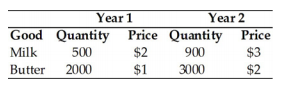 Year 1 Year 2
Good Quantity Price Quantity Price
Milk 500 $2 900 $3
Butter 2000 $1 3000 $2